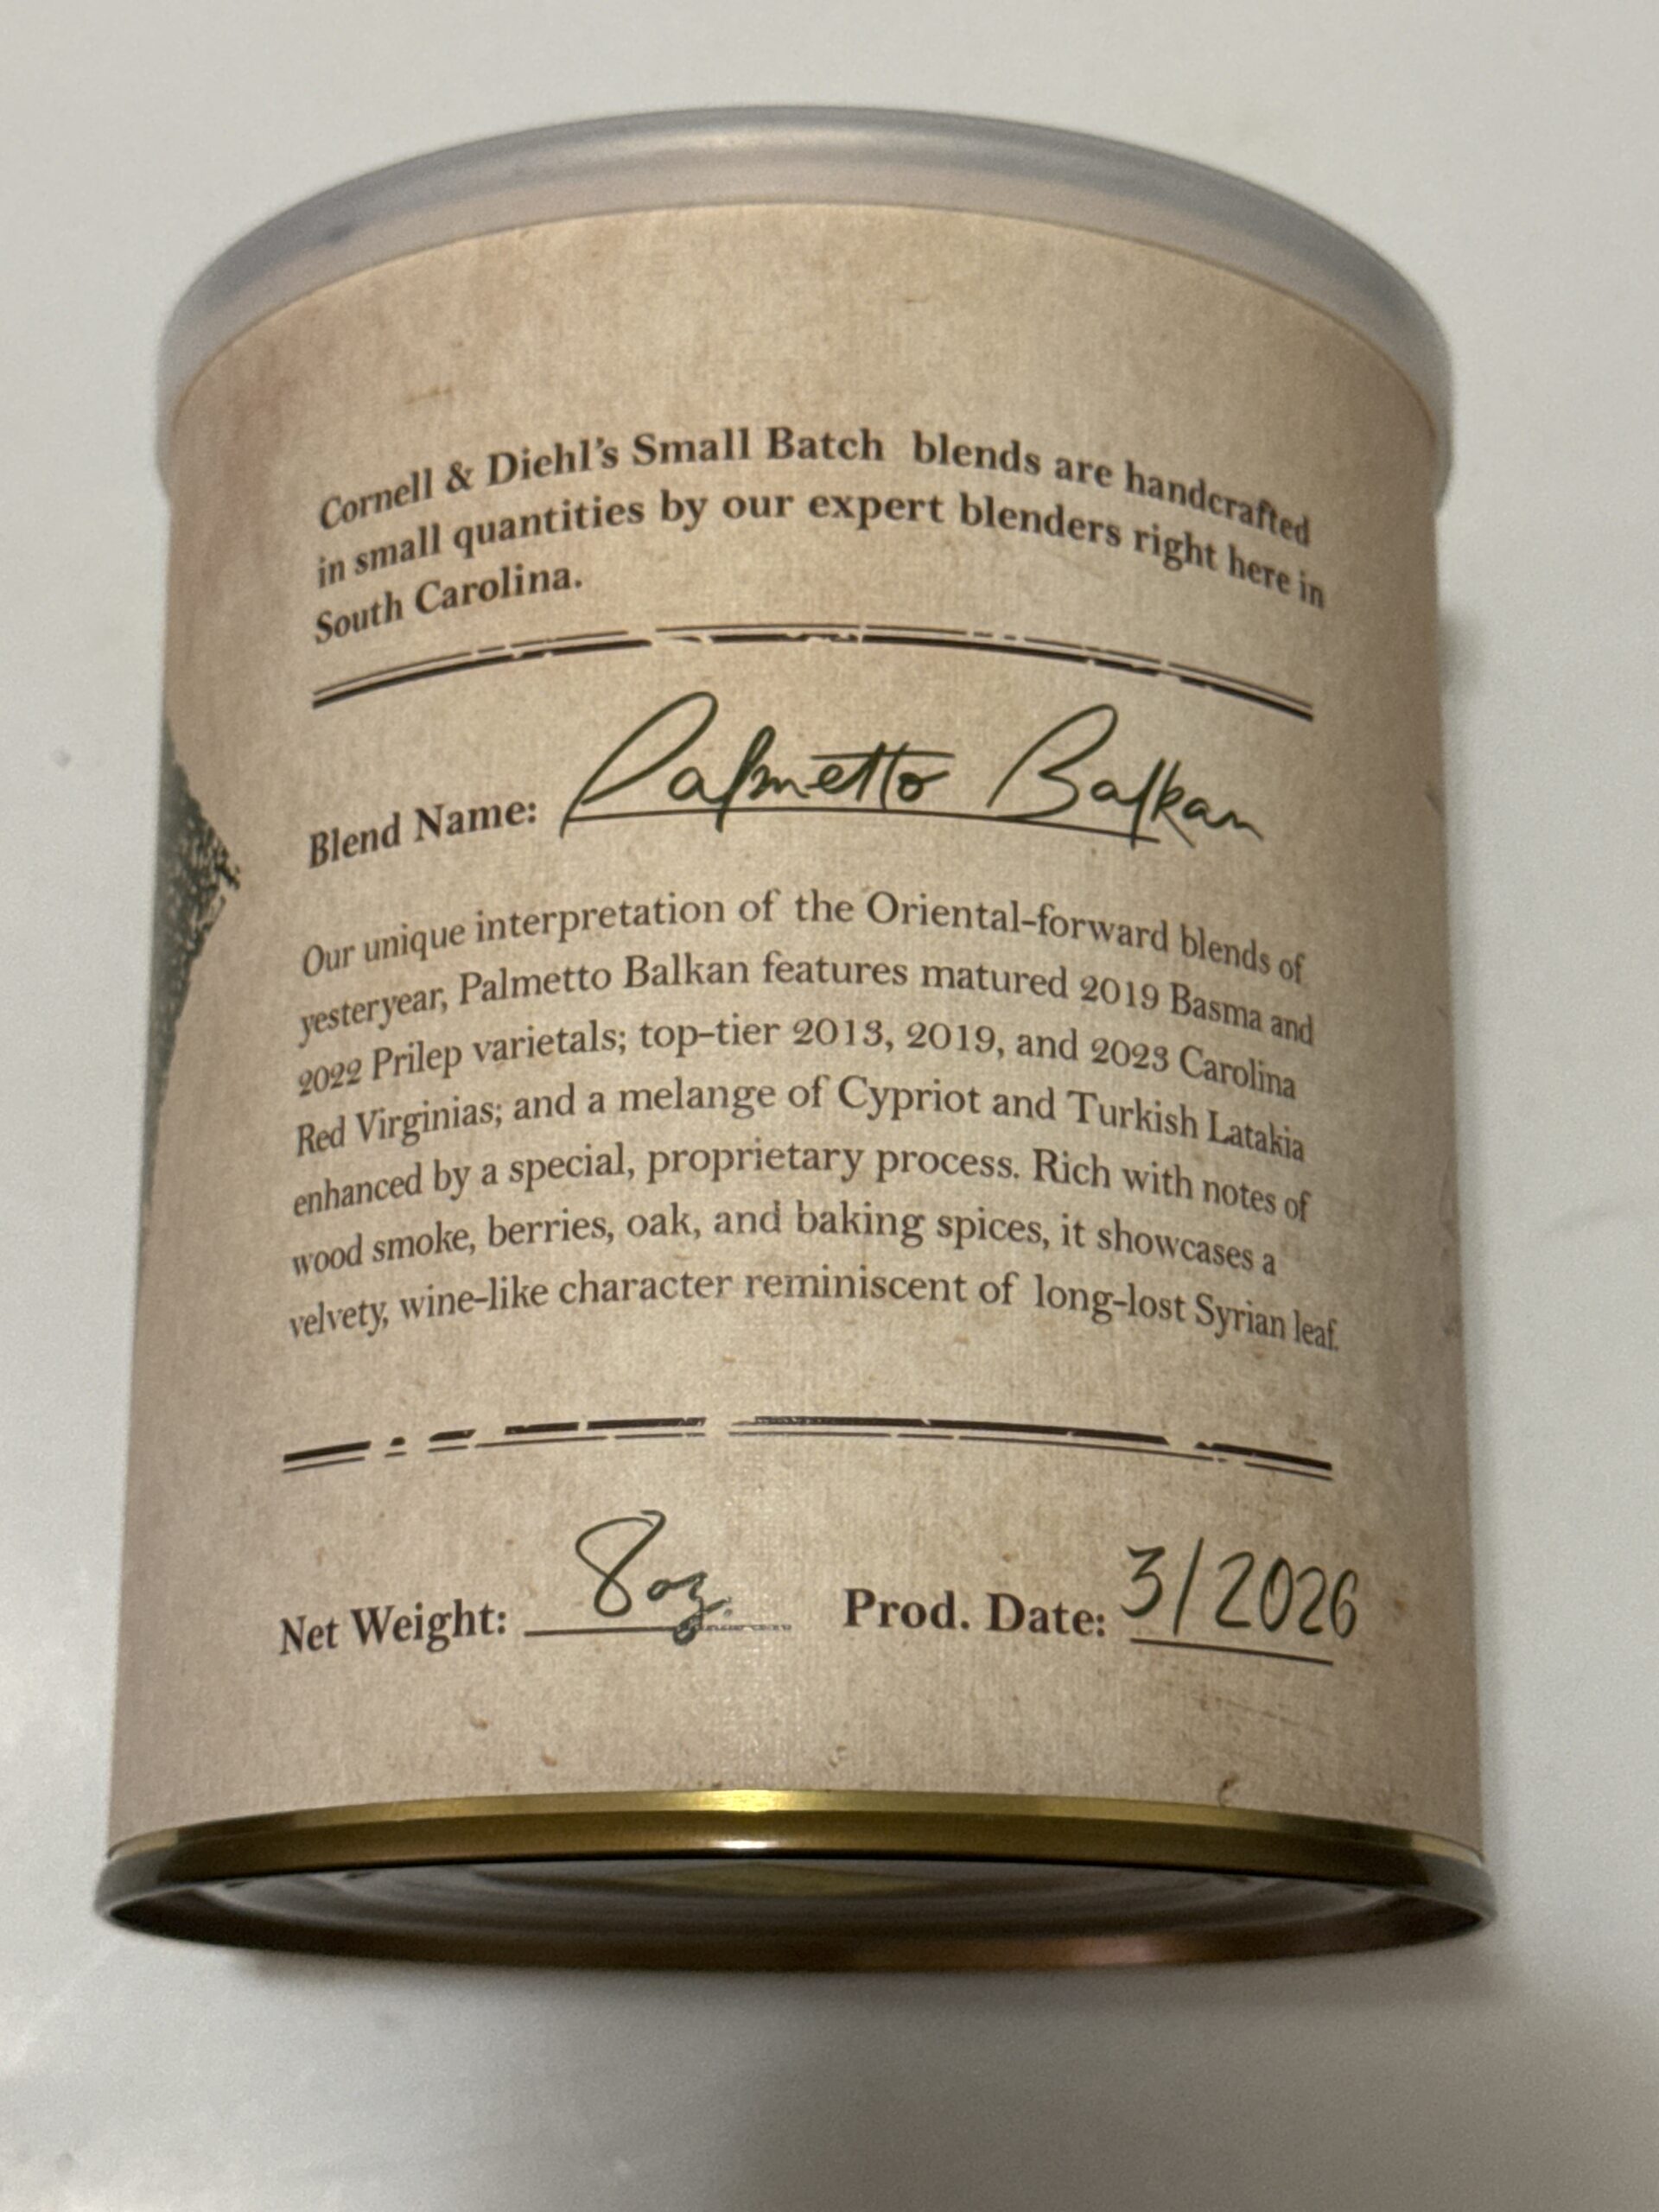 Cornell & Diehl's Small Batch blends are handcrafted
in small quantities by our expert blenders right here in
South Carolina.
Blend Name: Palmetto Balkan
Our unique interpretation of the Oriental-forward blends of
yesteryear, Palmetto Balkan features matured 2019 Basma and
2022 Prilep varietals; top-tier 2013, 2019, and 2023 Carolina
Red Virginias; and a melange of Cypriot and Turkish Latakia
enhanced by a special, proprietary process. Rich with notes of
wood smoke, berries, oak, and baking spices, it showcases a
velvety, wine-like character reminiscent of long-lost Syrian leaf.
Net Weight: 8oz. Prod. Date: 3/2026